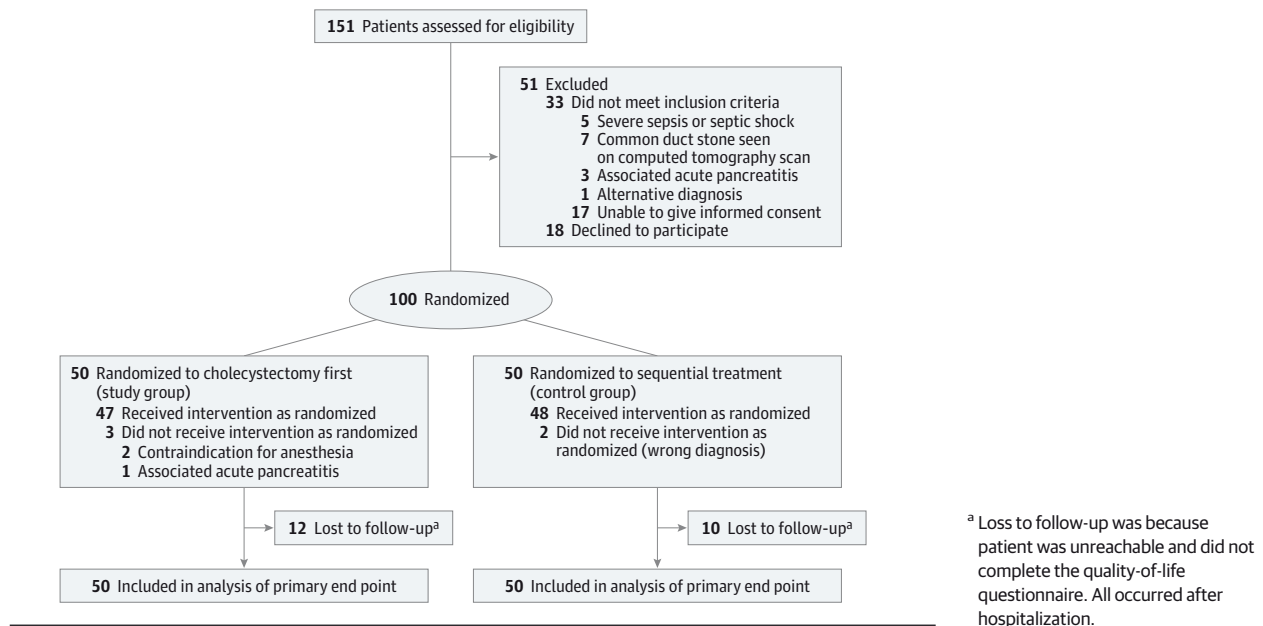 151 Patients assessed for eligibility
51 Excluded
33 Did not meet inclusion criteria
5 Severe sepsis or septic shock
7 Common duct stone seen
on computed tomography scan
3 Associated acute pancreatitis
1 Alternative diagnosis
17 Unable to give informed consent
18 Declined to participate
100 Randomized
50 Randomized to cholecystectomy first
(study group)
47 Received intervention as randomized
3 Did not receive intervention as randomized
2 Contraindication for anesthesia
1 Associated acute pancreatitis
50 Randomized to sequential treatment
(control group)
48 Received intervention as randomized
2 Did not receive intervention as
randomized (wrong diagnosis)
12 Lost to follow-upᵃ
10 Lost to follow-upᵃ
50 Included in analysis of primary end point
50 Included in analysis of primary end point
ᵃ Loss to follow-up was because
patient was unreachable and did not
complete the quality-of-life
questionnaire. All occurred after
hospitalization.